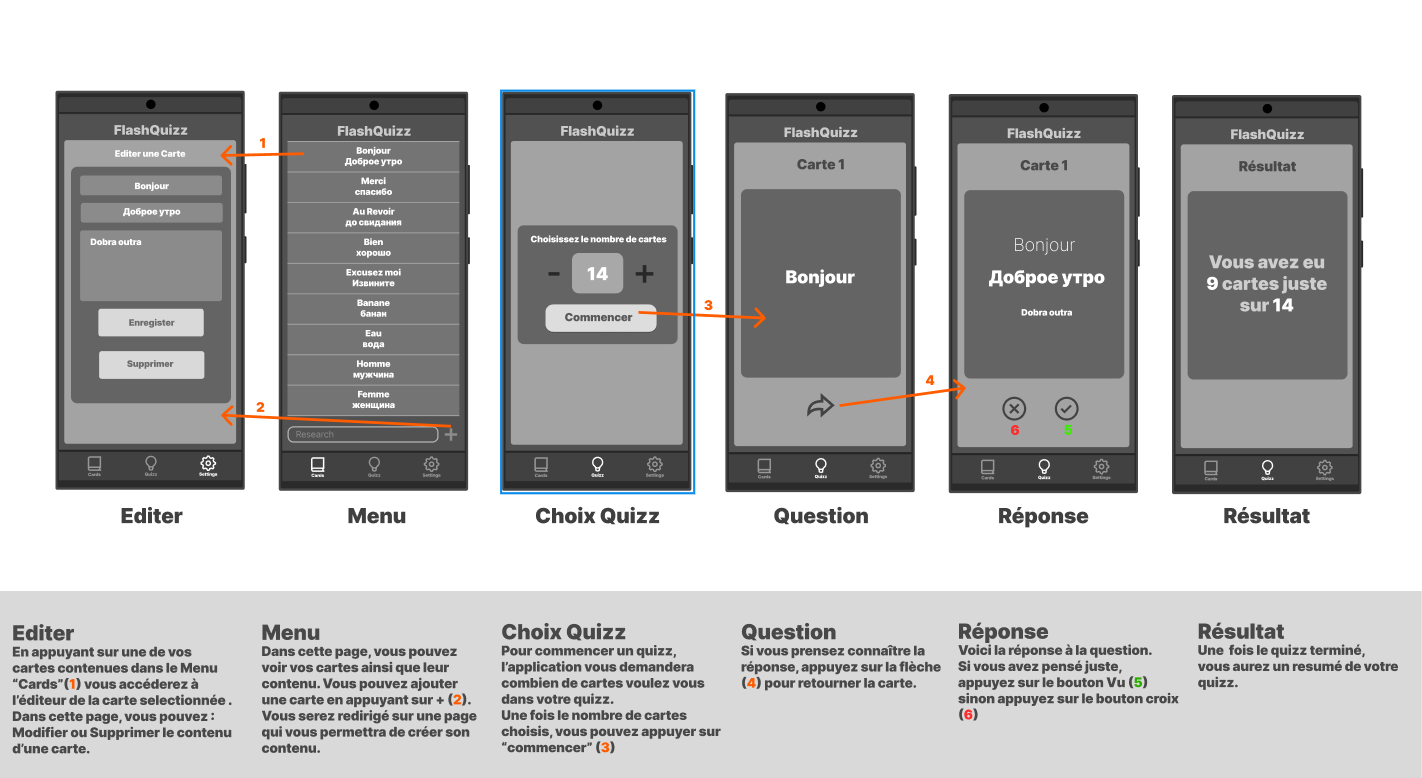 FlashQuizz
Editer une Carte
Bonjour
Доброе утро
Dobra outra
Enregister
Supprimer
Cards
Quizz
Settings
Editer
1
2
FlashQuizz
Bonjour
Доброе утро
Merci
спасибо
Au Revoir
до свидания
Bien
хорошо
Excusez moi
Извините
Banane
банан
Eau
вода
Homme
мужчина
Femme
женщина
Research
+
Cards
Quizz
Settings
Menu
FlashQuizz
Choisissez le nombre de cartes
- 14 +
Commencer
Cards
Quizz
Settings
Choix Quizz
3
FlashQuizz
Carte 1
Bonjour
Cards
Quizz
Settings
Question
4
FlashQuizz
Carte 1
Bonjour
Доброе утро
Dobra outra
6
5
Cards
Quizz
Settings
Réponse
FlashQuizz
Résultat
Vous avez eu
9 cartes juste
sur 14
Cards
Quizz
Settings
Résultat
Editer
En appuyant sur une de vos
cartes contenues dans le Menu
“Cards”(1) vous accéderez à
l’éditeur de la carte selectionnée .
Dans cette page, vous pouvez :
Modifier ou Supprimer le contenu
d’une carte.
Menu
Dans cette page, vous pouvez
voir vos cartes ainsi que leur
contenu. Vous pouvez ajouter
une carte en appuyant sur + (2).
Vous serez redirigé sur une page
qui vous permettra de créer son
contenu.
Choix Quizz
Pour commencer un quizz,
l’application vous demandera
combien de cartes voulez vous
dans votre quizz.
Une fois le nombre de cartes
choisis, vous pouvez appuyer sur
“commencer” (3)
Question
Si vous prensez connaître la
réponse, appuyez sur la flèche
(4) pour retourner la carte.
Réponse
Voici la réponse à la question.
Si vous avez pensé juste,
appuyez sur le bouton Vu (5)
sinon appuyez sur le bouton croix
(6)
Résultat
Une  fois le quizz terminé,
vous aurez un resumé de votre
quizz.